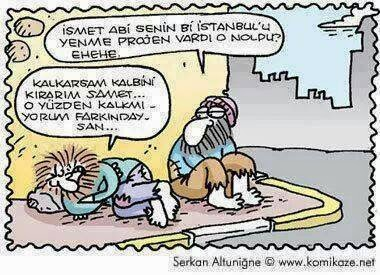 İSMET ABİ SENİN Bİ İSTANBUL'U
YENME PROJEN VARDI O NOLDU?
EHEHE.
KALKARSAM KALBİNİ
KIRARIM SAMET...
O YÜZDEN KALKMI-
YORUM FARKINDAY-
SAN...
Serkan Altuniğne © www.komikaze.net